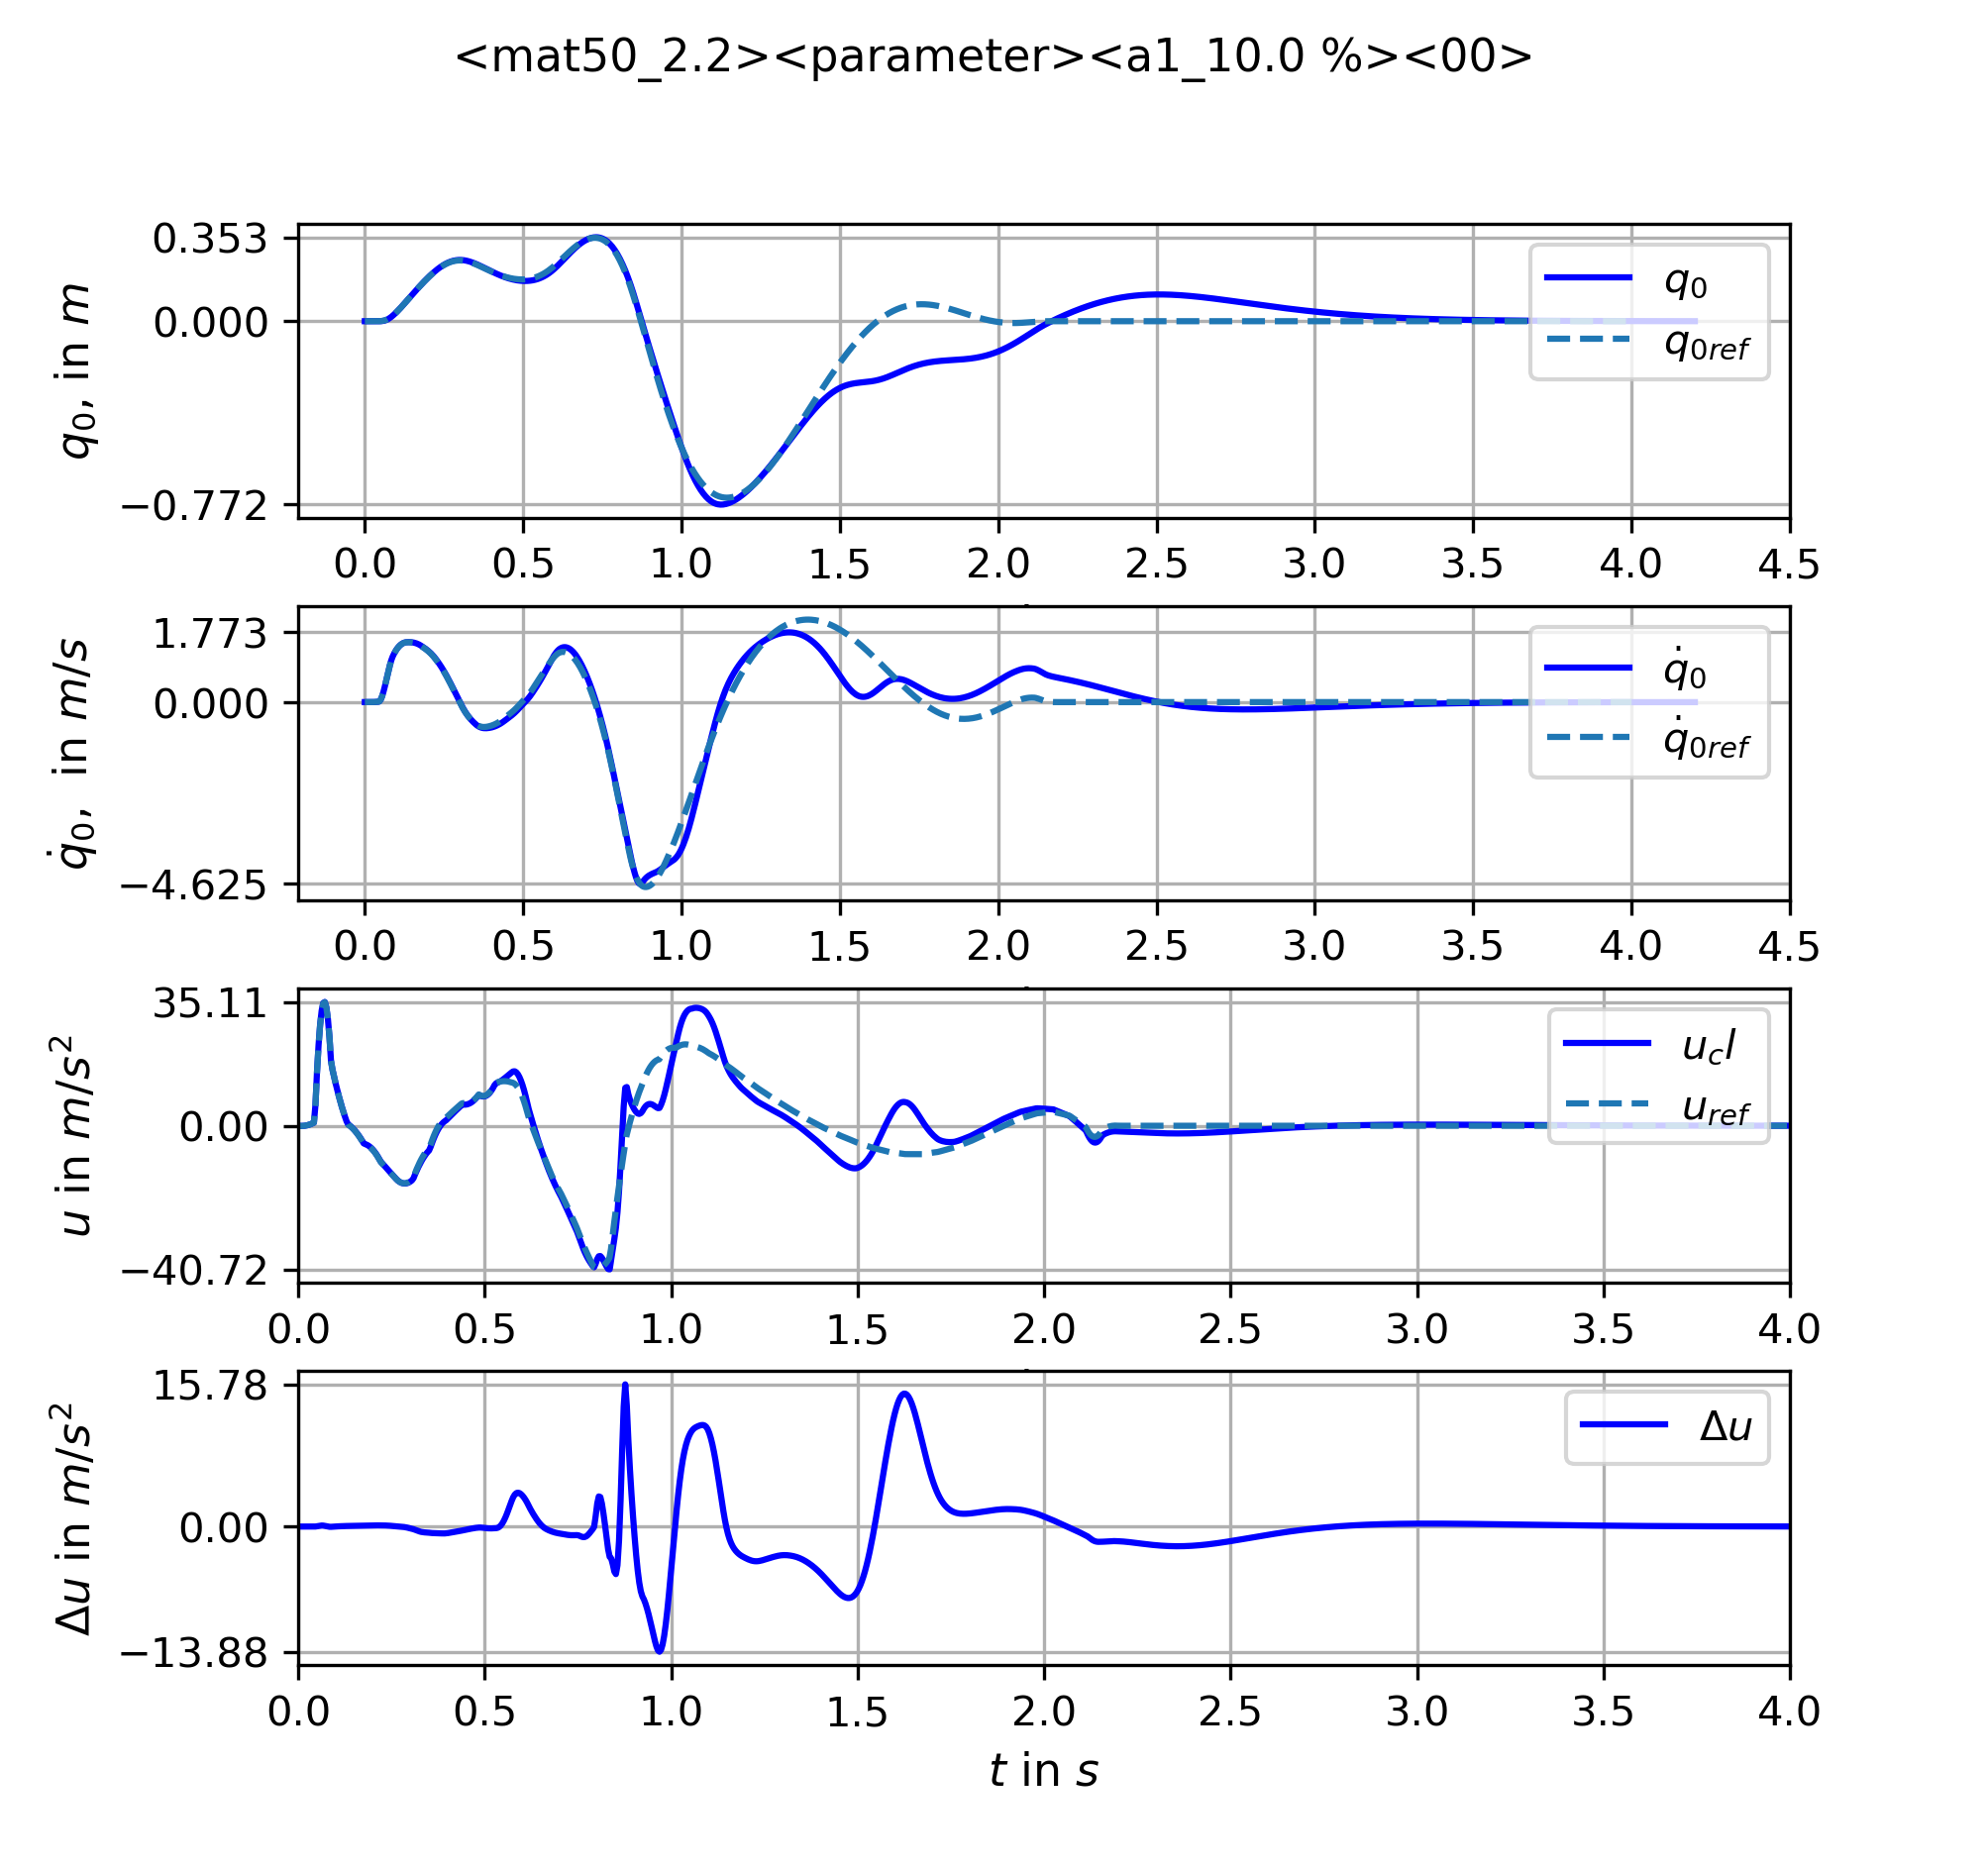 <mat50_2.2><parameter><a1_10.0 %><00>
q₀, in m
0.353
0.000
−0.772
q₀
q₀ref
0.0 0.5 1.0 1.5 2.0 2.5 3.0 3.5 4.0 4.5
q̇₀, in m/s
1.773
0.000
−4.625
q̇₀
q̇₀ref
0.0 0.5 1.0 1.5 2.0 2.5 3.0 3.5 4.0 4.5
u in m/s²
35.11
0.00
−40.72
u_cl
u_ref
0.0 0.5 1.0 1.5 2.0 2.5 3.0 3.5 4.0
Δu in m/s²
15.78
0.00
−13.88
Δu
0.0 0.5 1.0 1.5 2.0 2.5 3.0 3.5 4.0
t in s